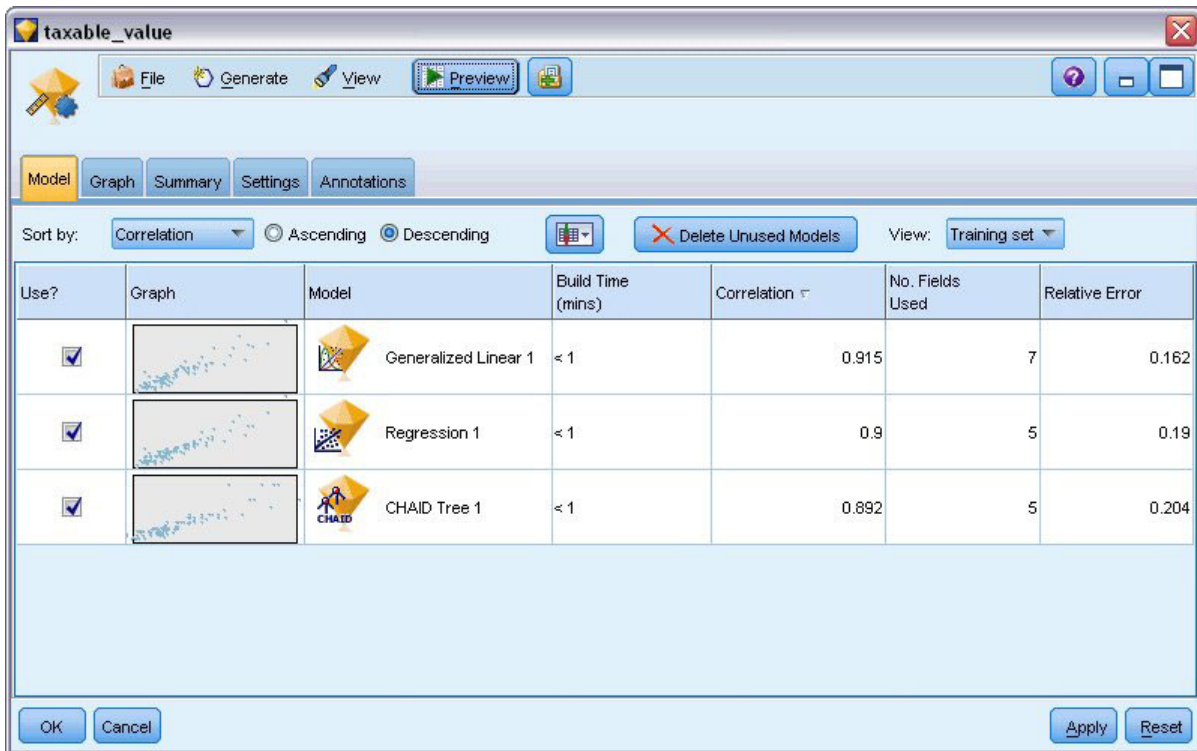 taxable_value
File Generate View Preview
Model Graph Summary Settings Annotations
Sort by: Correlation Ascending Descending Delete Unused Models View: Training set
Use? Graph Model Build Time (mins) Correlation No. Fields Used Relative Error
Generalized Linear 1 < 1 0.915 7 0.162
Regression 1 < 1 0.9 5 0.19
CHAID CHAID Tree 1 < 1 0.892 5 0.204
OK Cancel Apply Reset